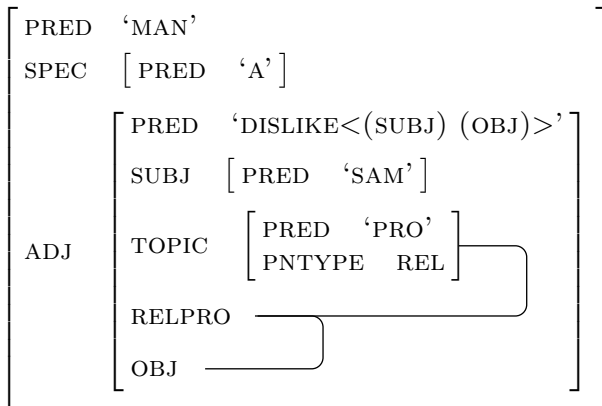 PRED ‘MAN’
SPEC [ PRED ‘A’ ]
PRED ‘DISLIKE<(SUBJ) (OBJ)>’
SUBJ [ PRED ‘SAM’ ]
ADJ TOPIC [ PRED ‘PRO’
PNTYPE REL ]
RELPRO
OBJ